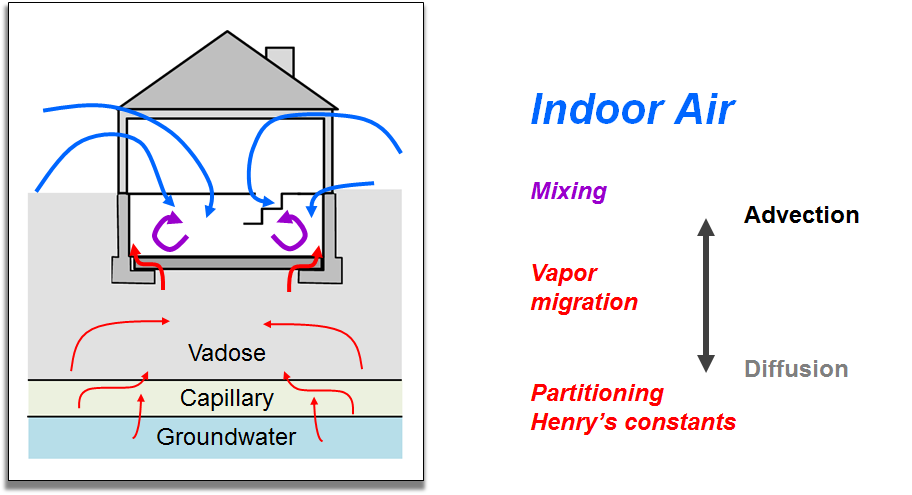 Vadose
Capillary
Groundwater
Indoor Air
Mixing
Advection
Vapor
migration
Diffusion
Partitioning
Henry’s constants